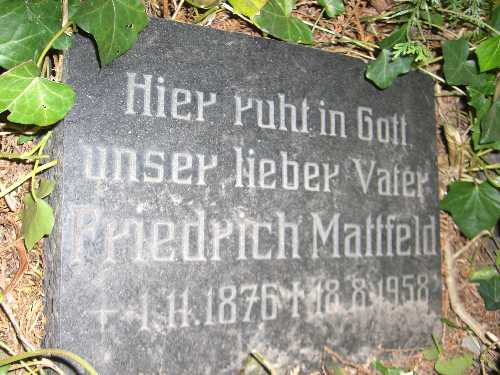 Hier ruht in Gott
unser lieber Vater
Friedrich Mattfeld
+ 1.11.1876 † 18.8.1958